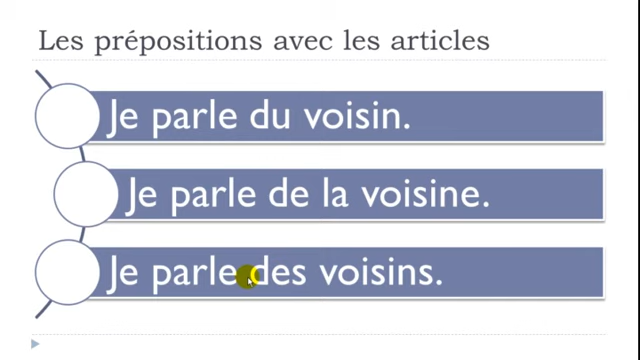 Les prépositions avec les articles
Je parle du voisin.
Je parle de la voisine.
Je parle des voisins.